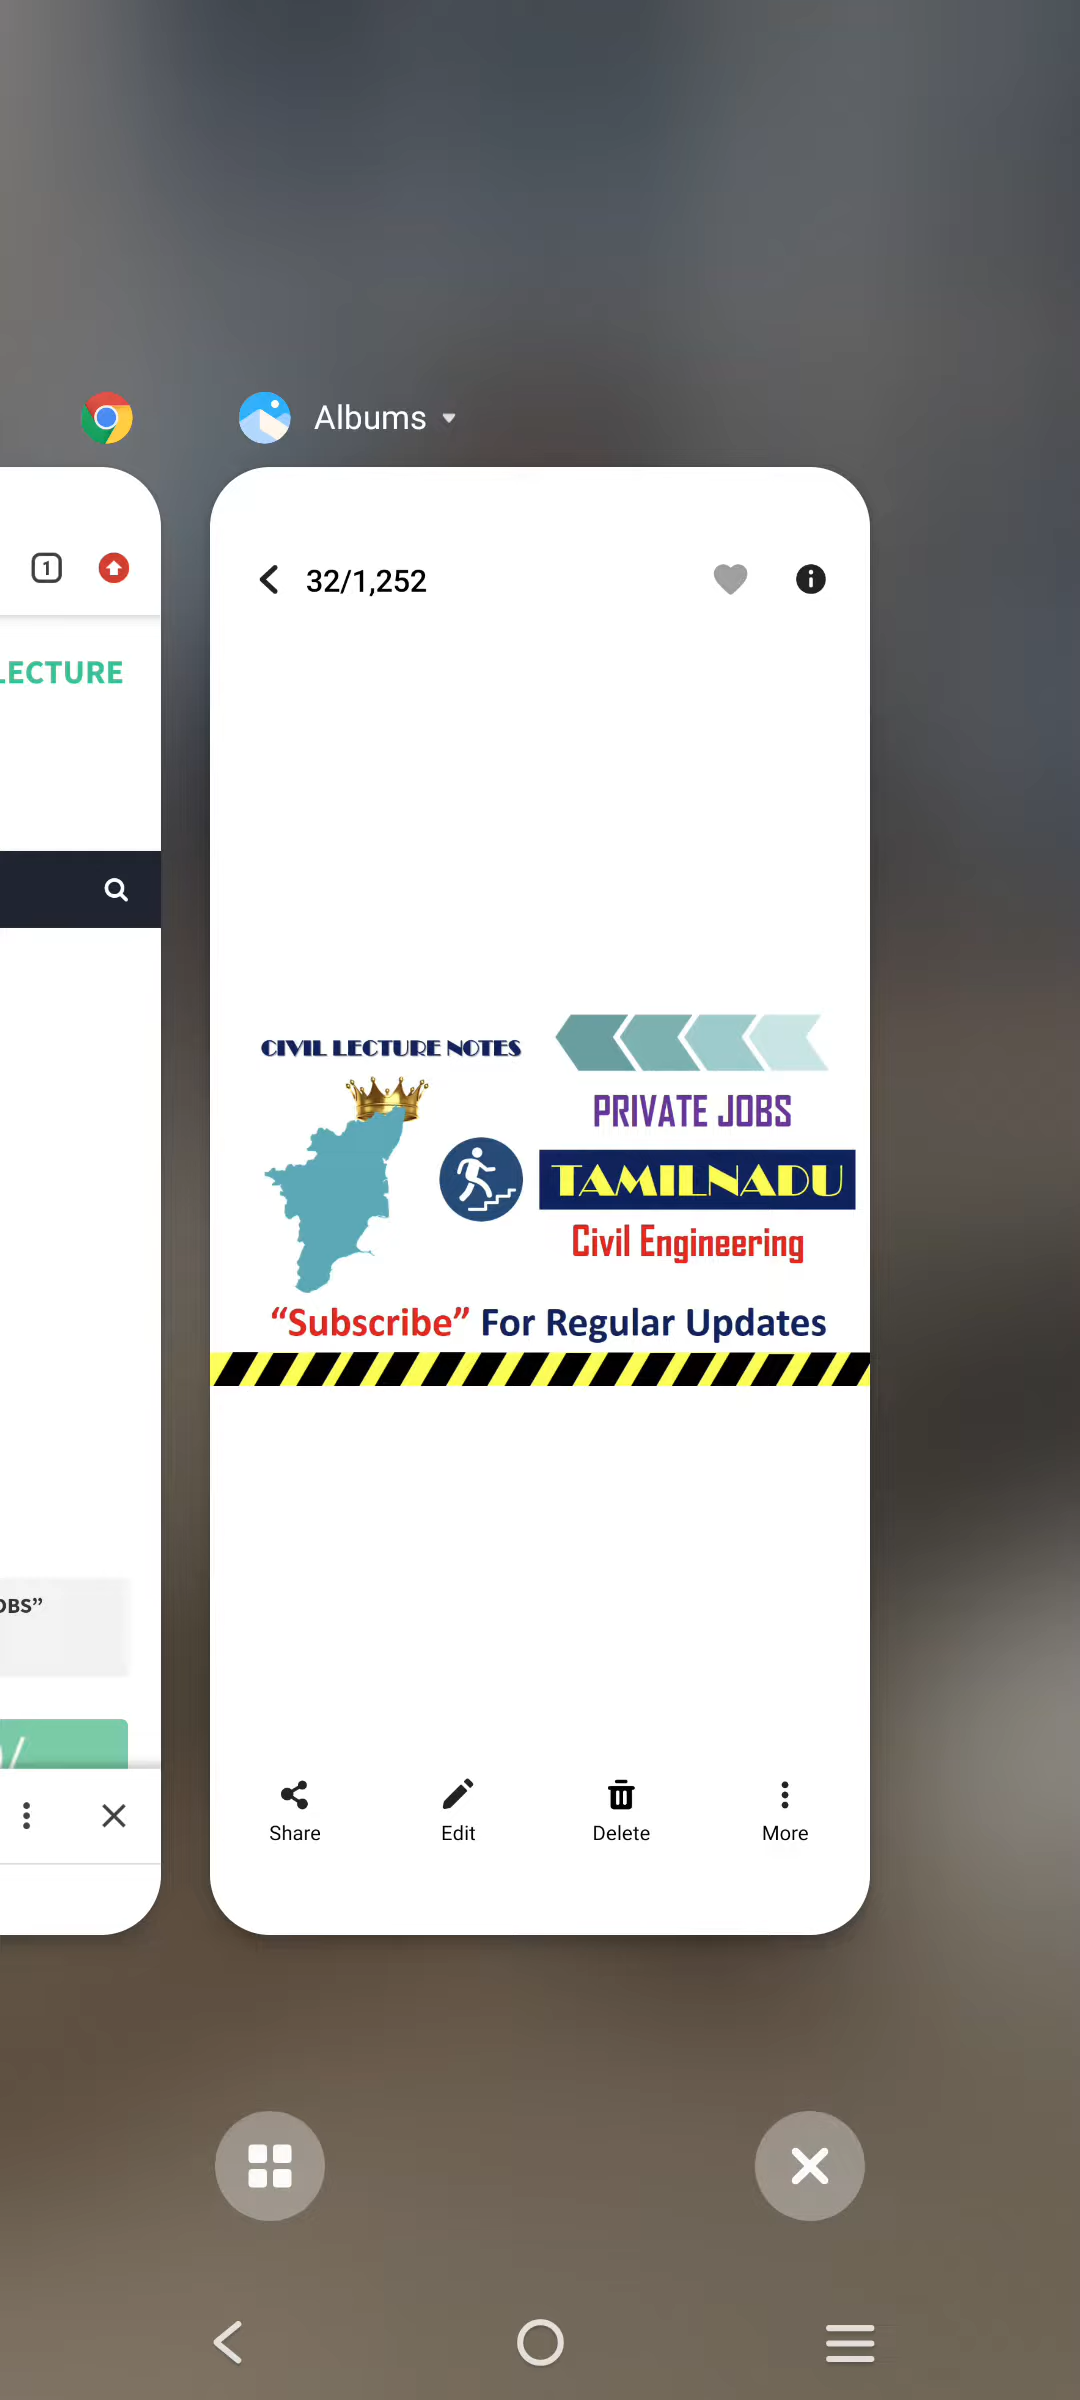 Albums
1
LECTURE
OBS”
32/1,252
CIVIL LECTURE NOTES
PRIVATE JOBS
TAMILNADU
Civil Engineering
“Subscribe” For Regular Updates
Share
Edit
Delete
More